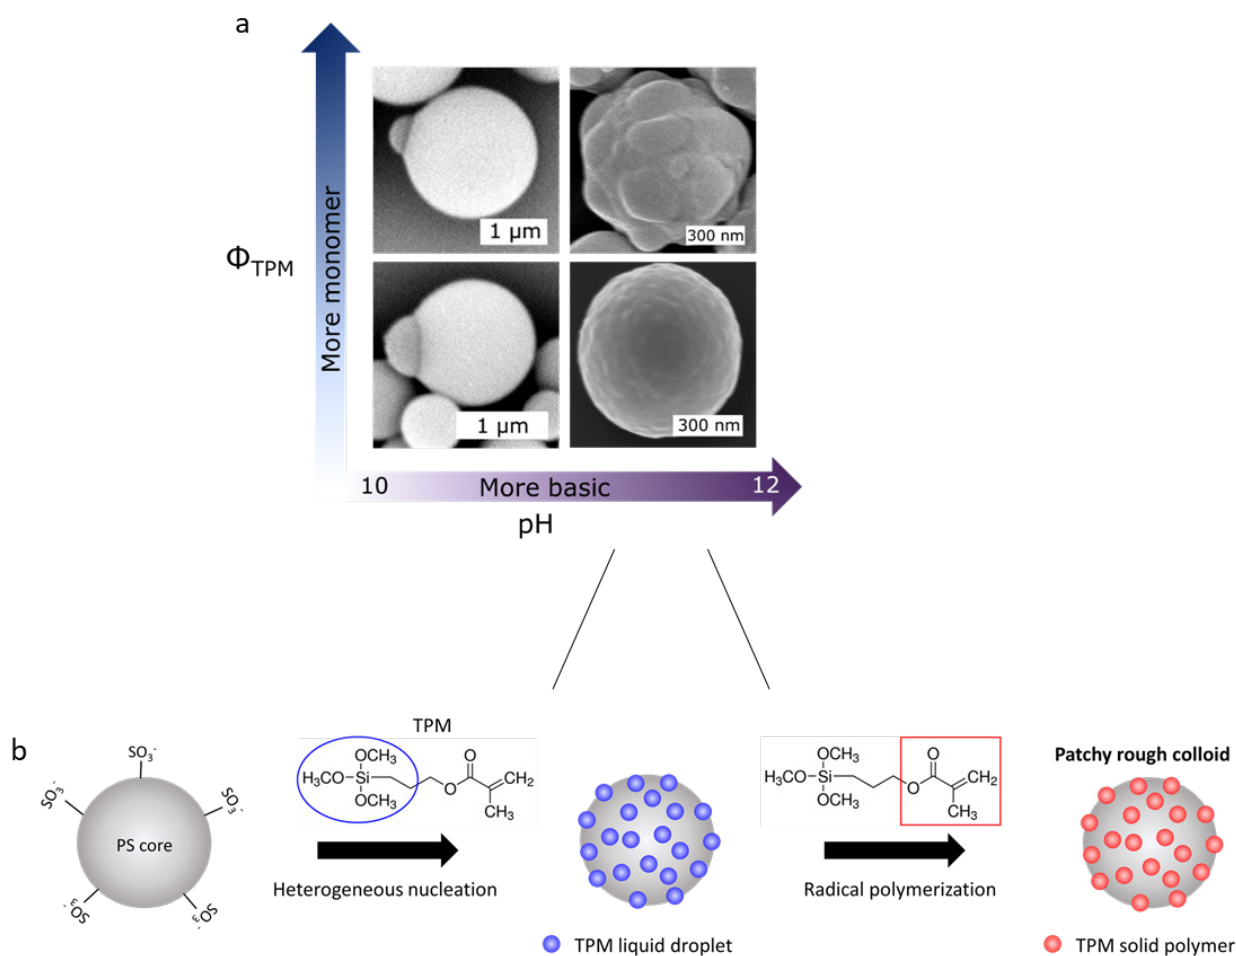 a
Φ_TPM
More monomer
1 μm
300 nm
1 μm
300 nm
10 More basic 12
pH
b
SO₃⁻
SO₃⁻
SO₃⁻
SO₃⁻
SO₃⁻
PS core
TPM
OCH₃
H₃CO-Si
OCH₃
O
O
CH₂
CH₃
Heterogeneous nucleation
TPM liquid droplet
OCH₃
H₃CO-Si
OCH₃
O
O
CH₂
CH₃
Radical polymerization
Patchy rough colloid
TPM solid polymer